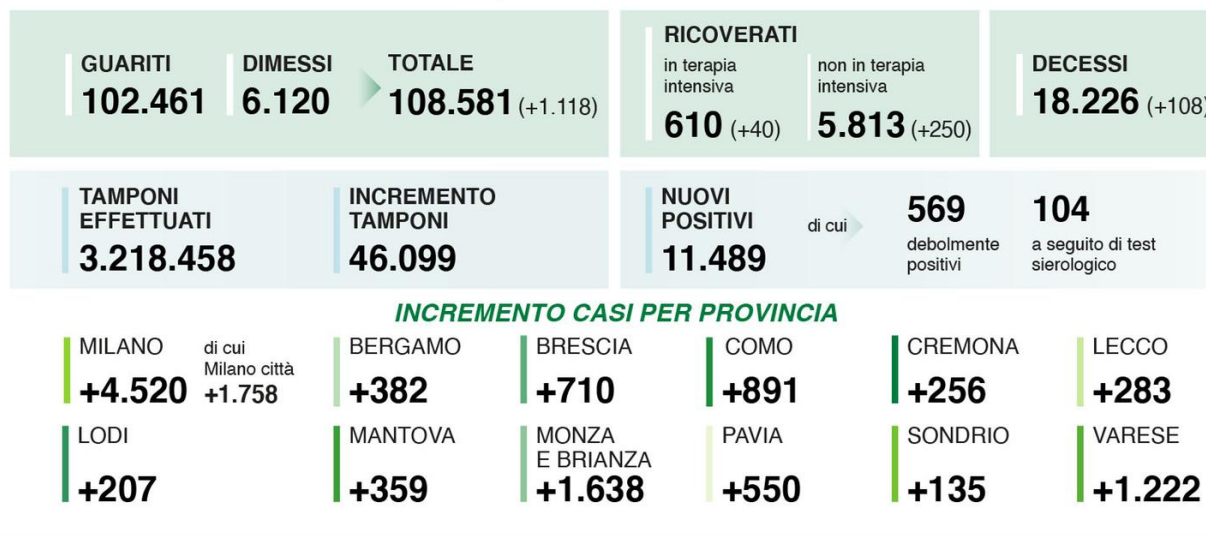 GUARITI
102.461
DIMESSI
6.120
TOTALE
108.581 (+1.118)
RICOVERATI
in terapia
intensiva
610 (+40)
non in terapia
intensiva
5.813 (+250)
DECESSI
18.226 (+108)
TAMPONI
EFFETTUATI
3.218.458
INCREMENTO
TAMPONI
46.099
NUOVI
POSITIVI
11.489
di cui
569
debolmente
positivi
104
a seguito di test
sierologico
INCREMENTO CASI PER PROVINCIA
MILANO
+4.520
di cui
Milano città
+1.758
BERGAMO
+382
BRESCIA
+710
COMO
+891
CREMONA
+256
LECCO
+283
LODI
+207
MANTOVA
+359
MONZA
E BRIANZA
+1.638
PAVIA
+550
SONDRIO
+135
VARESE
+1.222